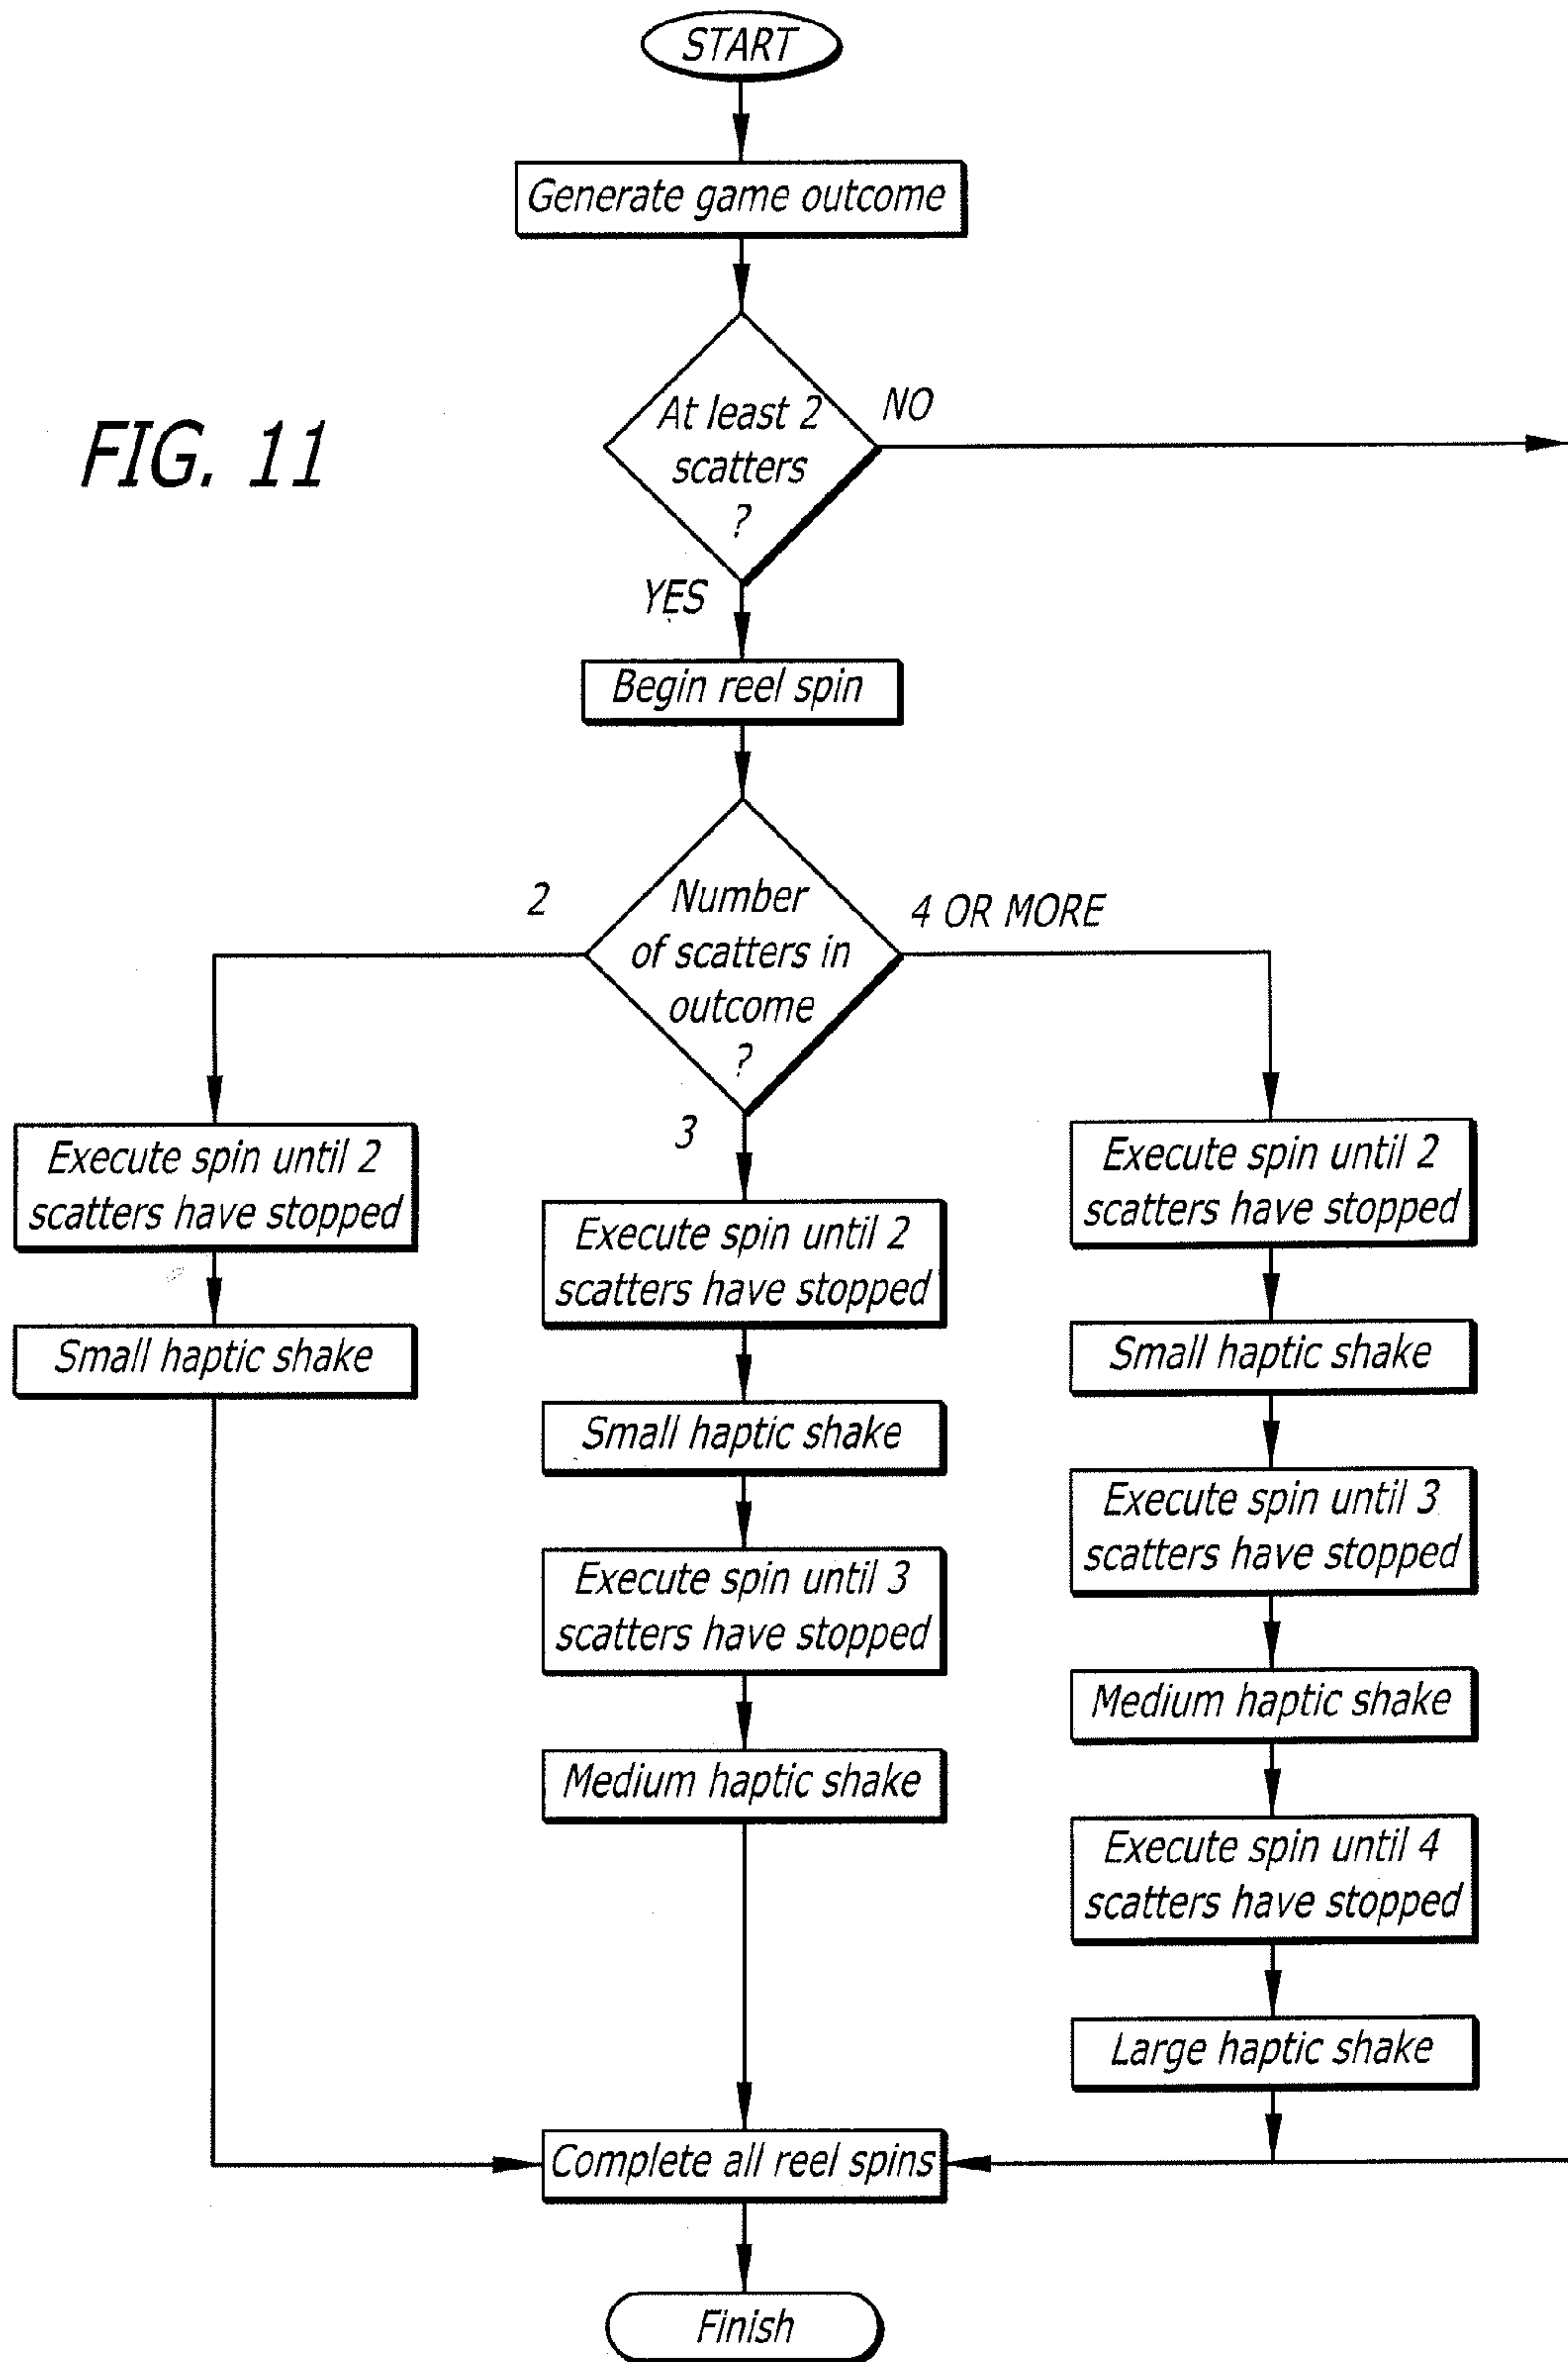 START
Generate game outcome
FIG. 11
At least 2
scatters
?
NO
YES
Begin reel spin
Number
of scatters in
outcome
?
2
4 OR MORE
3
Execute spin until 2
scatters have stopped
Small haptic shake
Execute spin until 2
scatters have stopped
Small haptic shake
Execute spin until 3
scatters have stopped
Medium haptic shake
Execute spin until 2
scatters have stopped
Small haptic shake
Execute spin until 3
scatters have stopped
Medium haptic shake
Execute spin until 4
scatters have stopped
Large haptic shake
Complete all reel spins
Finish